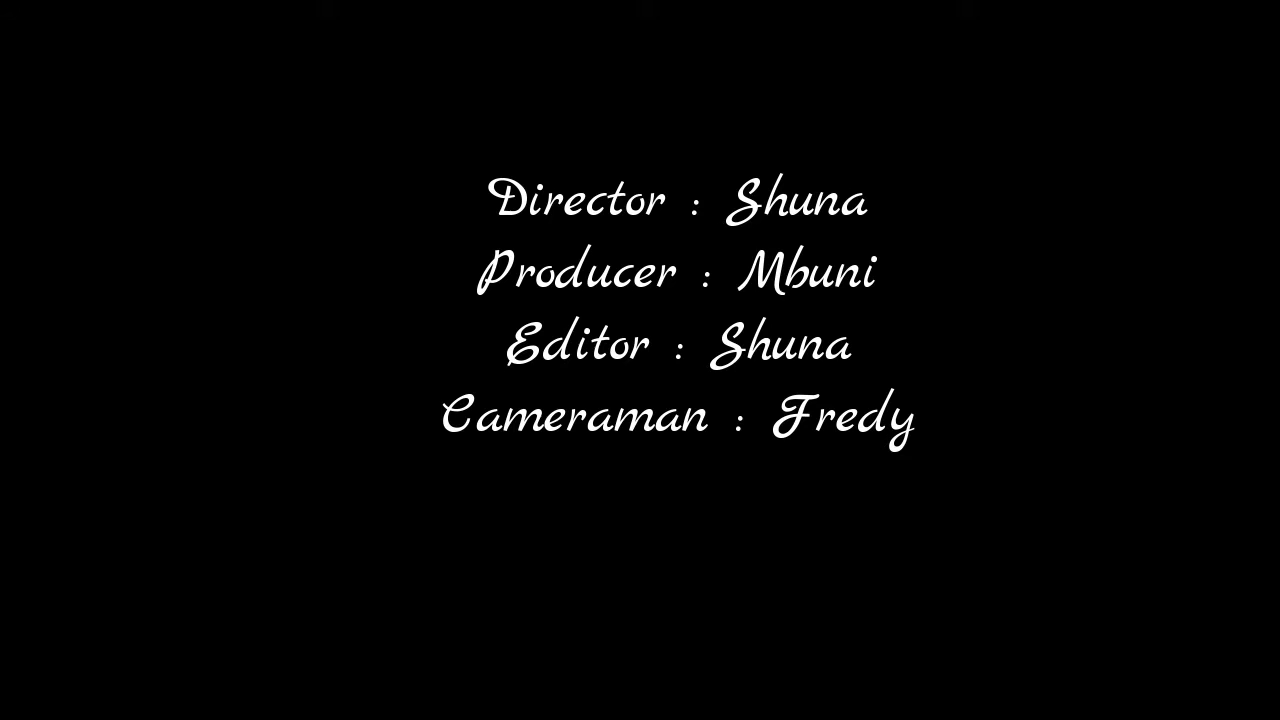 Director : Shuna
Producer : Mbuni
Editor : Shuna
Cameraman : Fredy